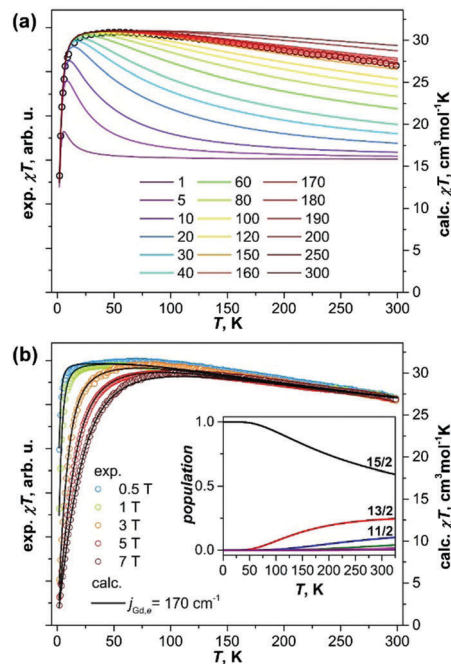 (a)
30
25
20
15
10
5
0
exp. χT, arb. u.
calc. χT, cm³mol⁻¹K
1 60 170
5 80 180
10 100 190
20 120 200
30 150 250
40 160 300
0 50 100 150 200 250 300
T, K
(b)
30
25
20
15
10
5
0
exp. χT, arb. u.
calc. χT, cm³mol⁻¹K
exp.
0.5 T
1 T
3 T
5 T
7 T
calc.
j_Gd,e = 170 cm⁻¹
population
1.0
0.5
0.0
15/2
13/2
11/2
0 50 100 150 200 250 300
T, K
0 50 100 150 200 250 300
T, K